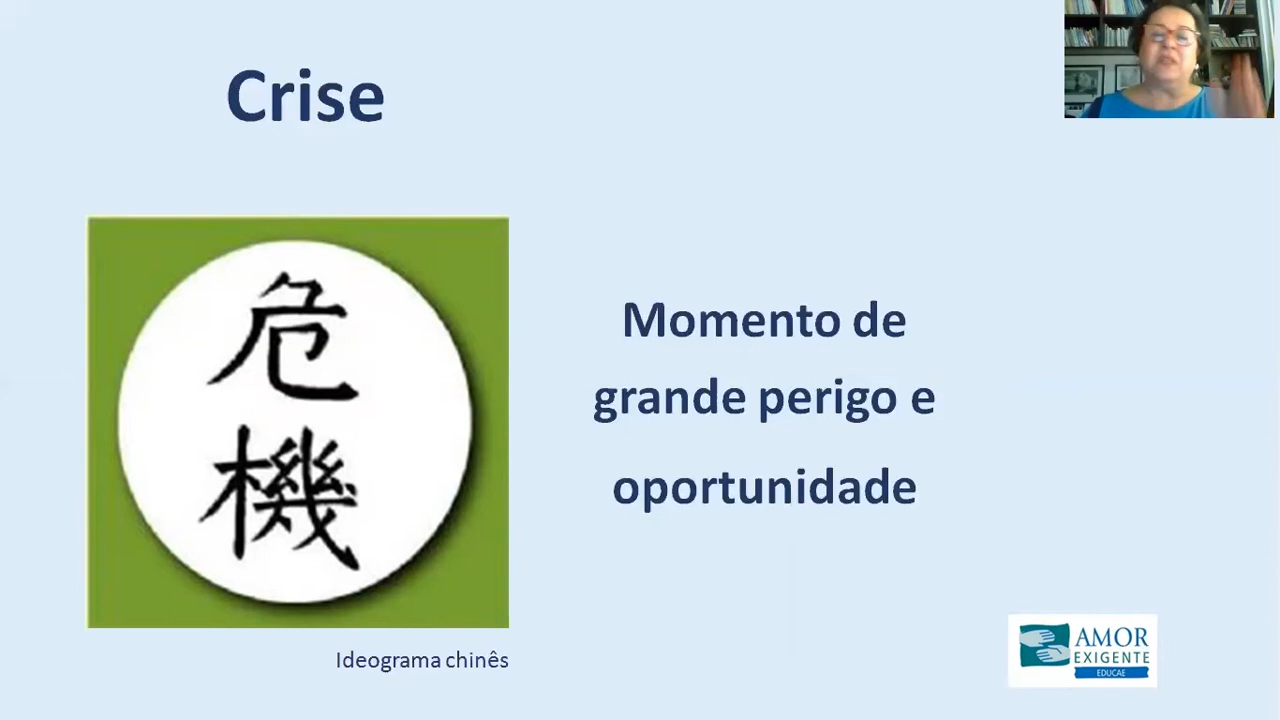 Crise
危
機
Momento de
grande perigo e
oportunidade
Ideograma chinês
AMOR
EXIGENTE
EDUCAE